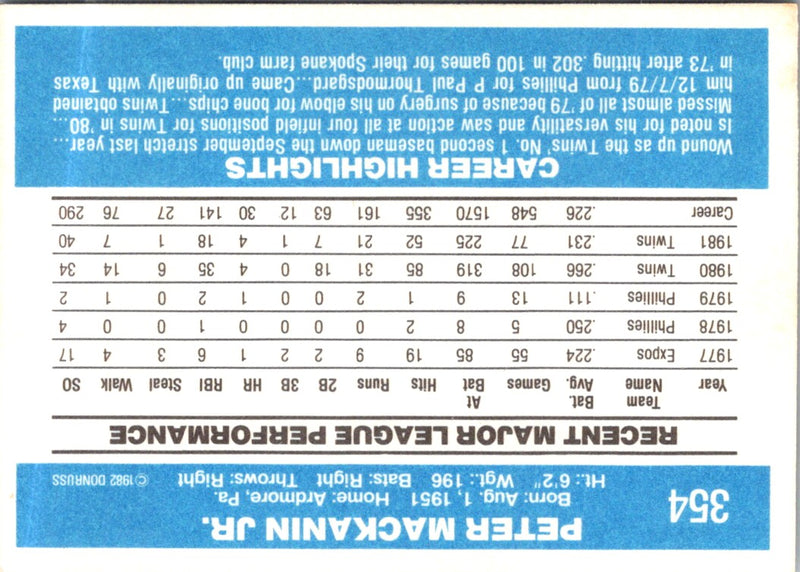 354
PETER MACKANIN JR.
Born: Aug. 1, 1951 Home: Ardmore, Pa.
Ht.: 6'2" Wgt.: 196 Bats: Right Throws: Right
©1982 DONRUSS
RECENT MAJOR LEAGUE PERFORMANCE
Year Team Name Bat. Avg. Games At Bat Hits Runs 2B 3B HR RBI Steal Walk SO
1977 Expos .224 55 85 19 9 2 2 1 6 3 4 17
1978 Phillies .250 5 8 2 0 0 0 0 1 0 0 4
1979 Phillies .111 13 9 1 2 0 0 1 2 0 1 2
1980 Twins .266 108 319 85 31 18 0 4 35 6 14 34
1981 Twins .231 77 225 52 21 7 1 4 18 1 7 40
Career .226 548 1570 355 161 63 12 30 141 27 76 290
CAREER HIGHLIGHTS
Wound up as the Twins' No. 1 second baseman down the September stretch last year...
Is noted for his versatility and saw action at all four infield positions for Twins in '80...
Missed almost all of '79 because of surgery on his elbow for bone chips...Twins obtained
him 12/7/79 from Phillies for P Paul Thormodsgard...Came up originally with Texas
in '73 after hitting .302 in 100 games for their Spokane farm club.